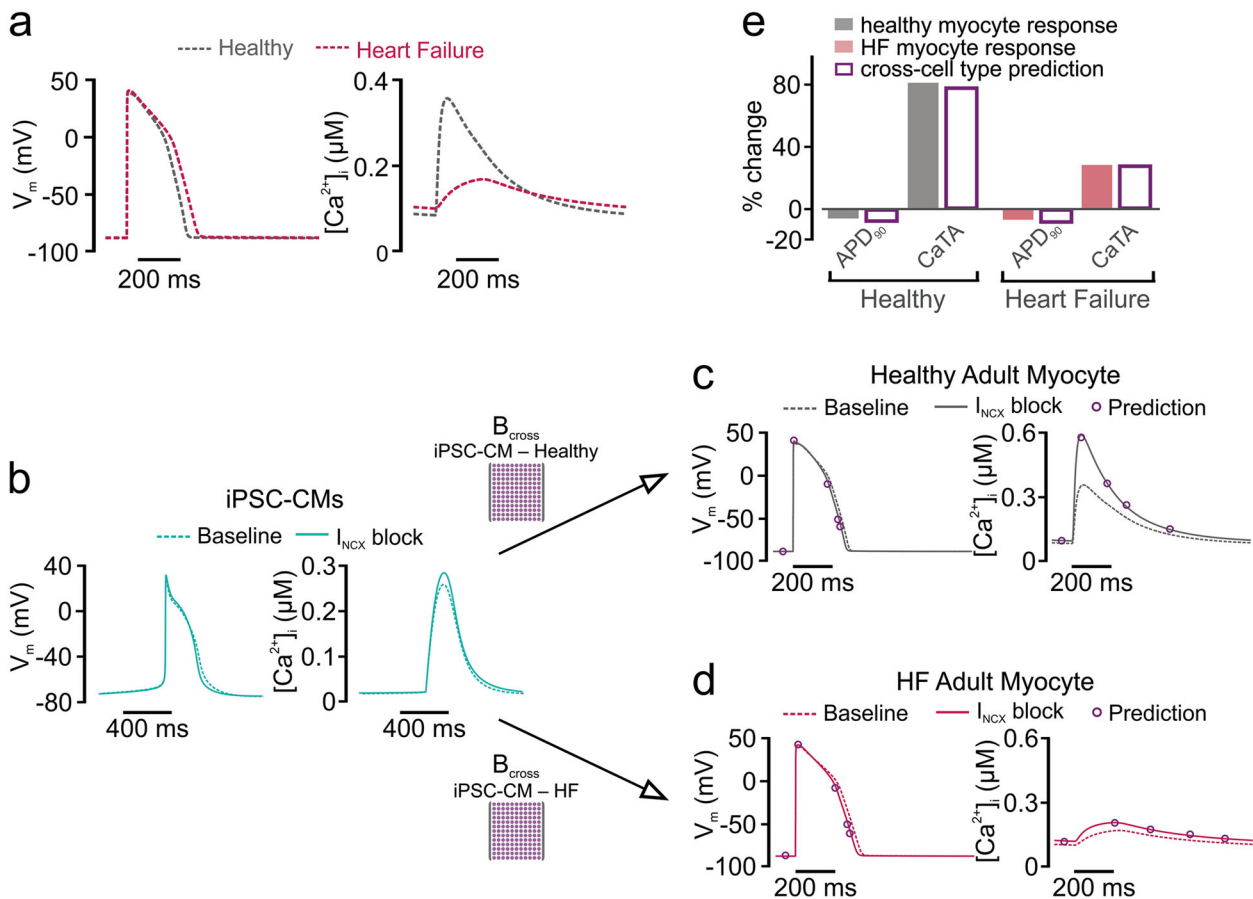 a
Healthy
Heart Failure
50
0
-50
-100
Vm (mV)
200 ms
0.4
0.2
0
[Ca2+]i (μM)
200 ms
e
healthy myocyte response
HF myocyte response
cross-cell type prediction
80
40
0
-20
% change
APD90
CaTA
APD90
CaTA
Healthy
Heart Failure
b
iPSC-CMs
Baseline
INCX block
40
0
-40
-80
Vm (mV)
400 ms
0.3
0.2
0.1
0
[Ca2+]i (μM)
400 ms
Bcross
iPSC-CM – Healthy
Bcross
iPSC-CM – HF
c
Healthy Adult Myocyte
Baseline
INCX block
Prediction
50
0
-50
-100
Vm (mV)
200 ms
0.6
0.3
0
[Ca2+]i (μM)
200 ms
d
HF Adult Myocyte
Baseline
INCX block
Prediction
50
0
-50
-100
Vm (mV)
200 ms
0.6
0.3
0
[Ca2+]i (μM)
200 ms